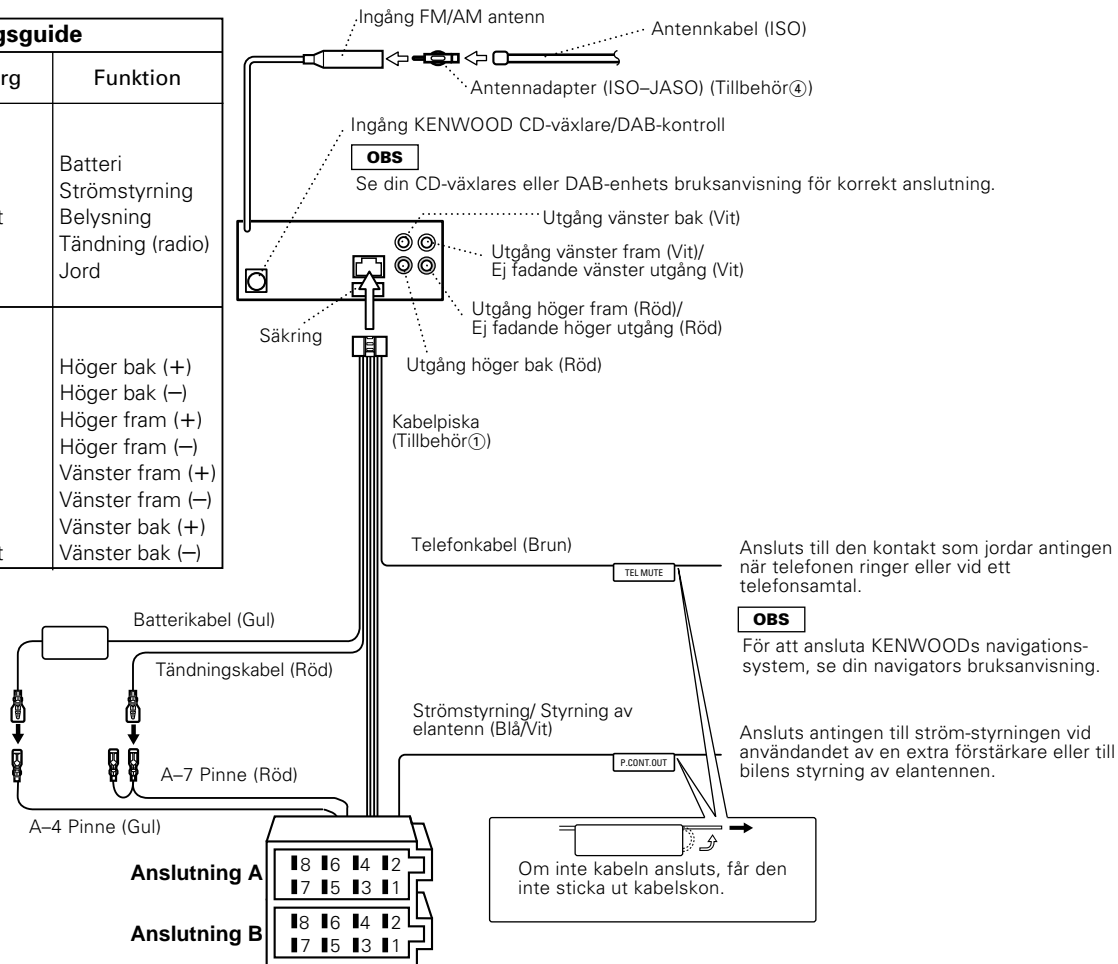 gsguide
rg
Funktion
Batteri
Strömstyrning
t
Belysning
Tändning (radio)
Jord
Höger bak (+)
Höger bak (−)
Höger fram (+)
Höger fram (−)
Vänster fram (+)
Vänster fram (−)
Vänster bak (+)
t
Vänster bak (−)
Ingång FM/AM antenn
Antennkabel (ISO)
Antennadapter (ISO–JASO) (Tillbehör④)
Ingång KENWOOD CD-växlare/DAB-kontroll
OBS
Se din CD-växlares eller DAB-enhets bruksanvisning för korrekt anslutning.
Utgång vänster bak (Vit)
Utgång vänster fram (Vit)/
Ej fadande vänster utgång (Vit)
Utgång höger fram (Röd)/
Ej fadande höger utgång (Röd)
Säkring
Utgång höger bak (Röd)
Kabelpiska
(Tillbehör①)
Telefonkabel (Brun)
TEL MUTE
Ansluts till den kontakt som jordar antingen
när telefonen ringer eller vid ett
telefonsamtal.
OBS
För att ansluta KENWOODs navigations-
system, se din navigators bruksanvisning.
Batterikabel (Gul)
Tändningskabel (Röd)
Strömstyrning/ Styrning av
elantenn (Blå/Vit)
P.CONT.OUT
Ansluts antingen till ström-styrningen vid
användandet av en extra förstärkare eller till
bilens styrning av elantennen.
A–7 Pinne (Röd)
A–4 Pinne (Gul)
Om inte kabeln ansluts, får den
inte sticka ut kabelskon.
Anslutning A
8 6 4 2
7 5 3 1
Anslutning B
8 6 4 2
7 5 3 1